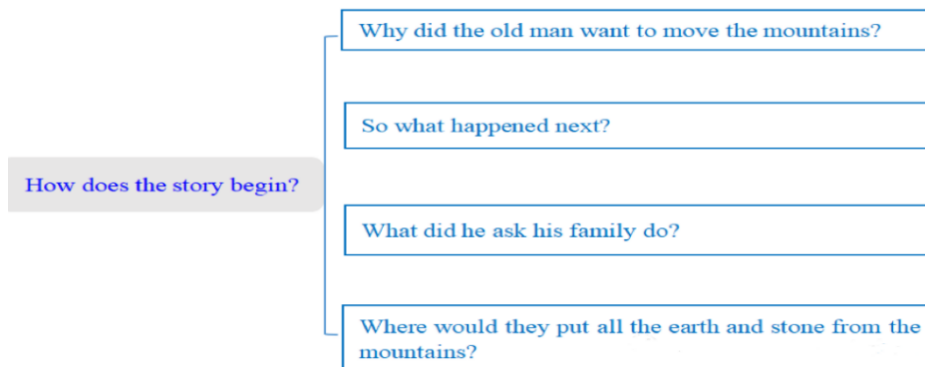 Why did the old man want to move the mountains?
So what happened next?
How does the story begin?
What did he ask his family do?
Where would they put all the earth and stone from the
mountains?